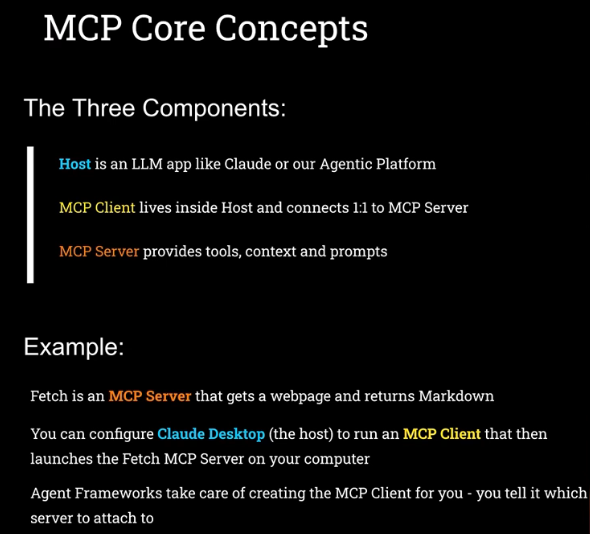 MCP Core Concepts
The Three Components:
Host is an LLM app like Claude or our Agentic Platform
MCP Client lives inside Host and connects 1:1 to MCP Server
MCP Server provides tools, context and prompts
Example:
Fetch is an MCP Server that gets a webpage and returns Markdown
You can configure Claude Desktop (the host) to run an MCP Client that then
launches the Fetch MCP Server on your computer
Agent Frameworks take care of creating the MCP Client for you - you tell it which
server to attach to